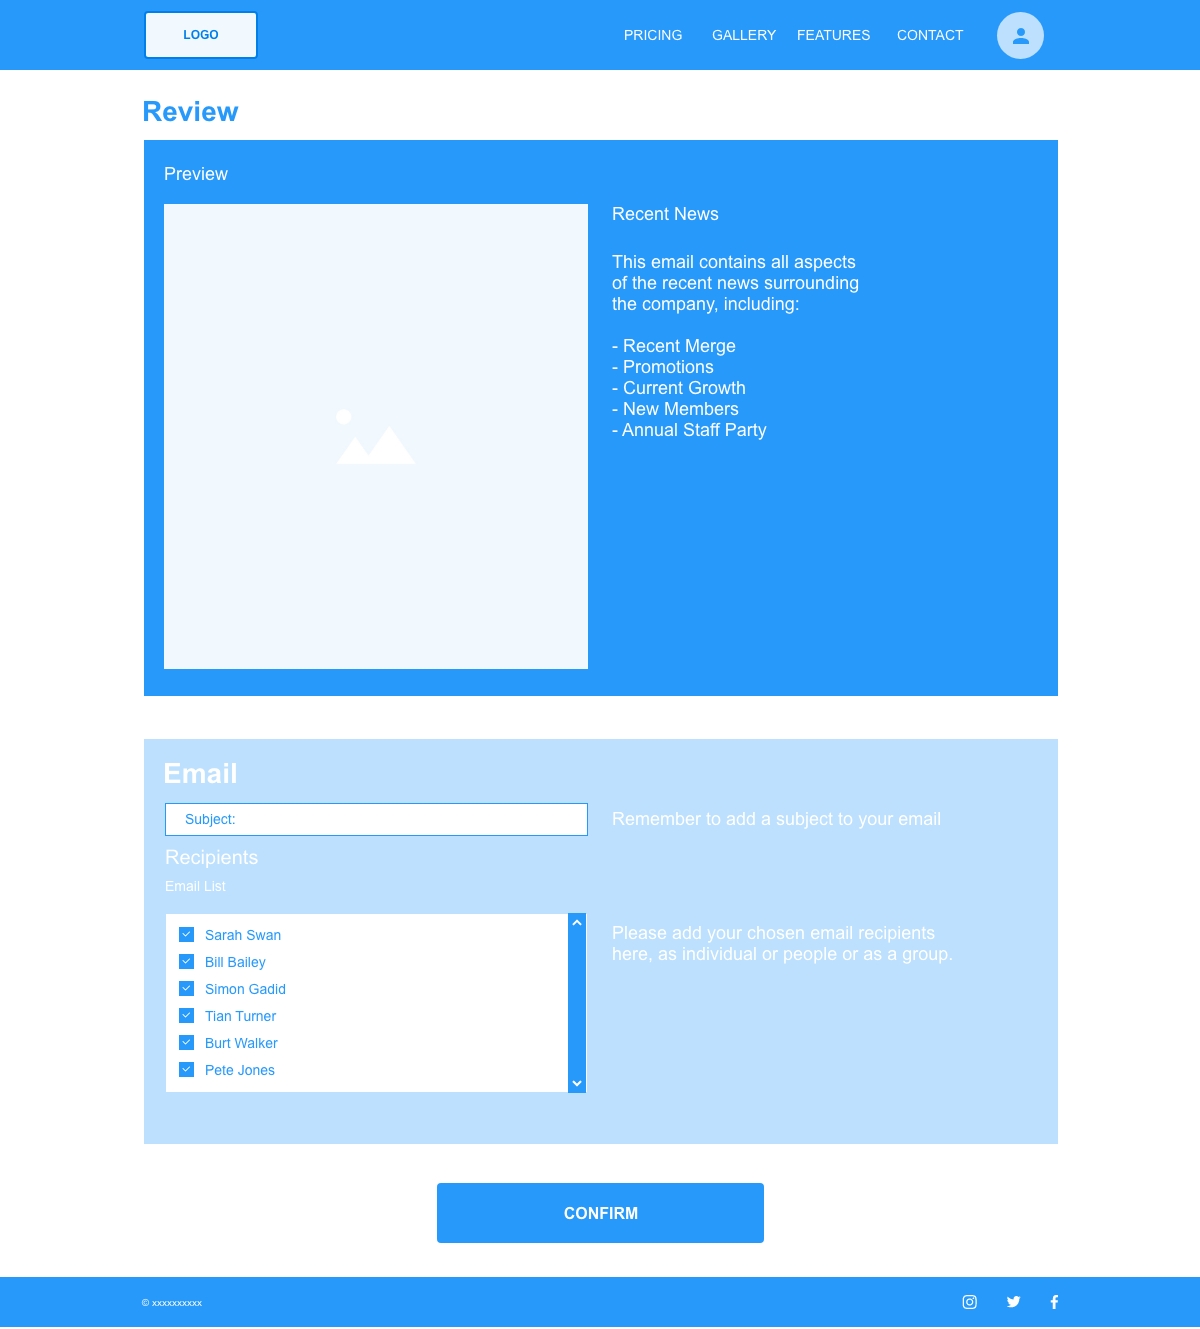 LOGO
PRICING
GALLERY
FEATURES
CONTACT
Review
Preview
Recent News
This email contains all aspects
of the recent news surrounding
the company, including:
- Recent Merge
- Promotions
- Current Growth
- New Members
- Annual Staff Party
Email
Subject:
Remember to add a subject to your email
Recipients
Email List
Sarah Swan
Bill Bailey
Simon Gadid
Tian Turner
Burt Walker
Pete Jones
Please add your chosen email recipients
here, as individual or people or as a group.
CONFIRM
© xxxxxxxxxx